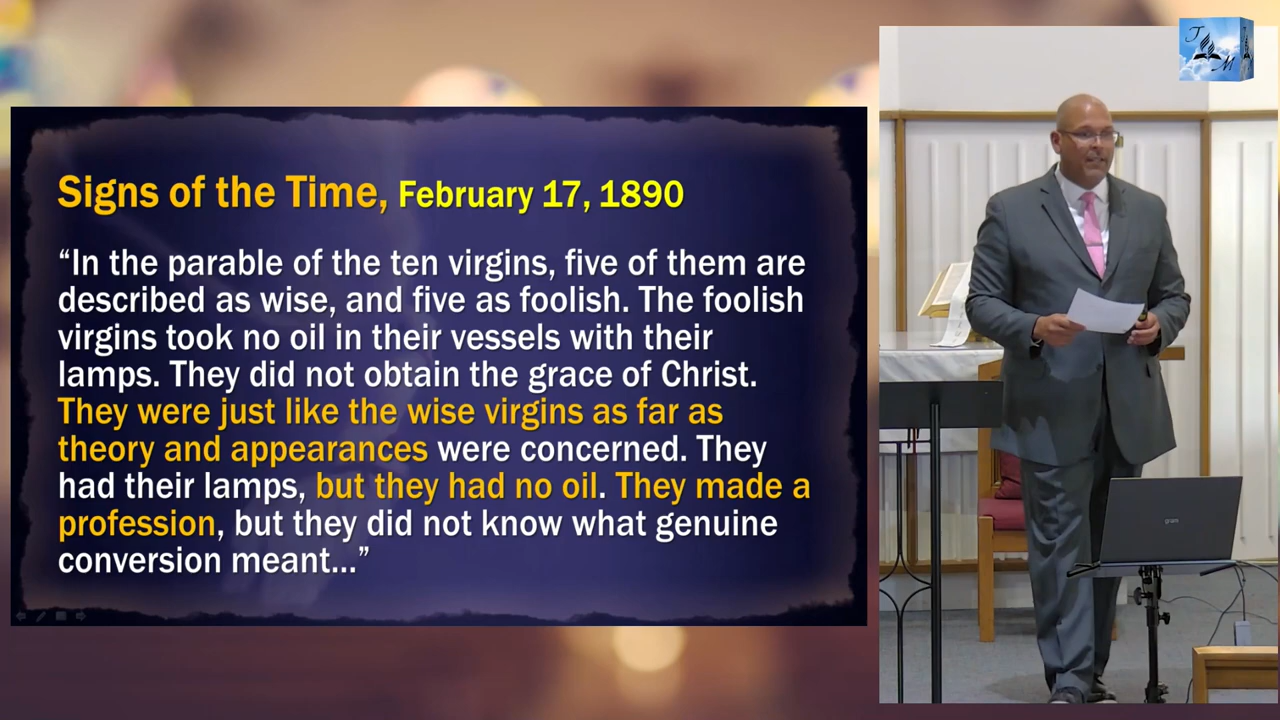 Signs of the Time, February 17, 1890
“In the parable of the ten virgins, five of them are
described as wise, and five as foolish. The foolish
virgins took no oil in their vessels with their
lamps. They did not obtain the grace of Christ.
They were just like the wise virgins as far as
theory and appearances were concerned. They
had their lamps, but they had no oil. They made a
profession, but they did not know what genuine
conversion meant...”
J
M
gram